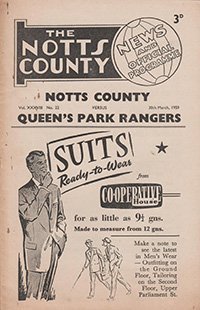 3ᴰ
THE
NOTTS
COUNTY
NEWS
AND
OFFICIAL
PROGRAMME
NOTTS COUNTY
Vol. XXXVIII No. 22 VERSUS 30th March, 1959
QUEEN'S PARK RANGERS
SUITS
Ready-to-Wear
from
CO-OPERATIVE
House
for as little as 9½ gns.
Made to measure from 12 gns.
Make a note to
see the latest
in Men's Wear
— Outfitting on
the Ground
Floor, Tailoring
on the Second
Floor, Upper
Parliament St.